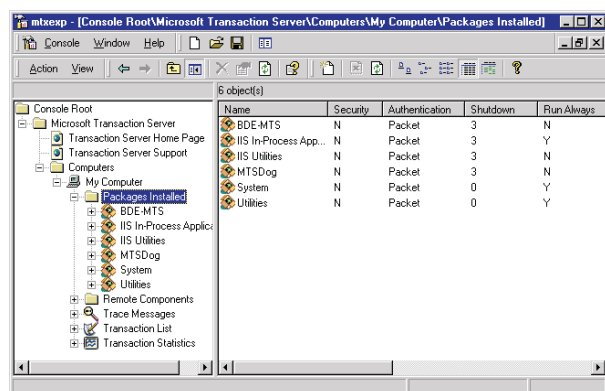 mtxexp - [Console Root\Microsoft Transaction Server\Computers\My Computer\Packages Installed]
Console Window Help
Action View
6 object(s)
Console Root
Microsoft Transaction Server
Transaction Server Home Page
Transaction Server Support
Computers
My Computer
Packages Installed
BDE-MTS
IIS In-Process Applica
IIS Utilities
MTSDog
System
Utilities
Remote Components
Trace Messages
Transaction List
Transaction Statistics
Name Security Authentication Shutdown Run Always
BDE-MTS N Packet 3 N
IIS In-Process App... N Packet 3 Y
IIS Utilities N Packet 3 N
MTSDog N Packet 3 N
System N Packet 0 Y
Utilities N Packet 0 Y